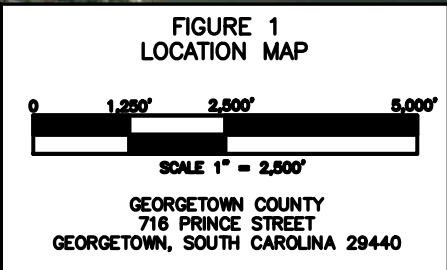 FIGURE 1
LOCATION MAP
0 1,250' 2,500' 5,000'
SCALE 1" = 2,500'
GEORGETOWN COUNTY
716 PRINCE STREET
GEORGETOWN, SOUTH CAROLINA 29440